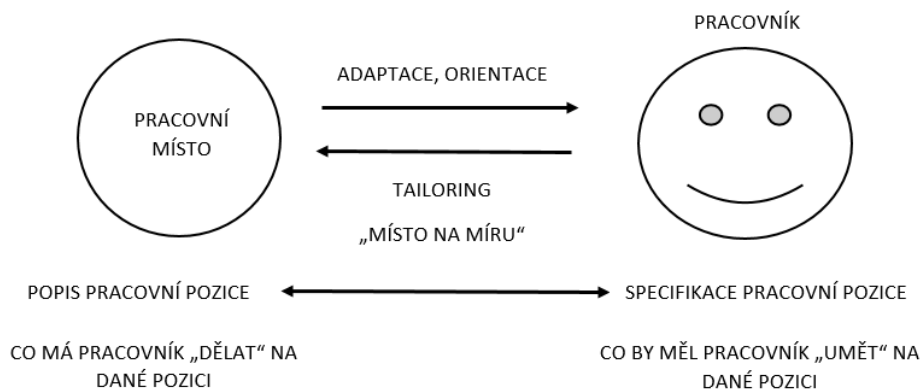 PRACOVNÍK
ADAPTACE, ORIENTACE
PRACOVNÍ
MÍSTO
TAILORING
„MÍSTO NA MÍRU“
POPIS PRACOVNÍ POZICE
SPECIFIKACE PRACOVNÍ POZICE
CO MÁ PRACOVNÍK „DĚLAT“ NA
DANÉ POZICI
CO BY MĚL PRACOVNÍK „UMĚT“ NA
DANÉ POZICI